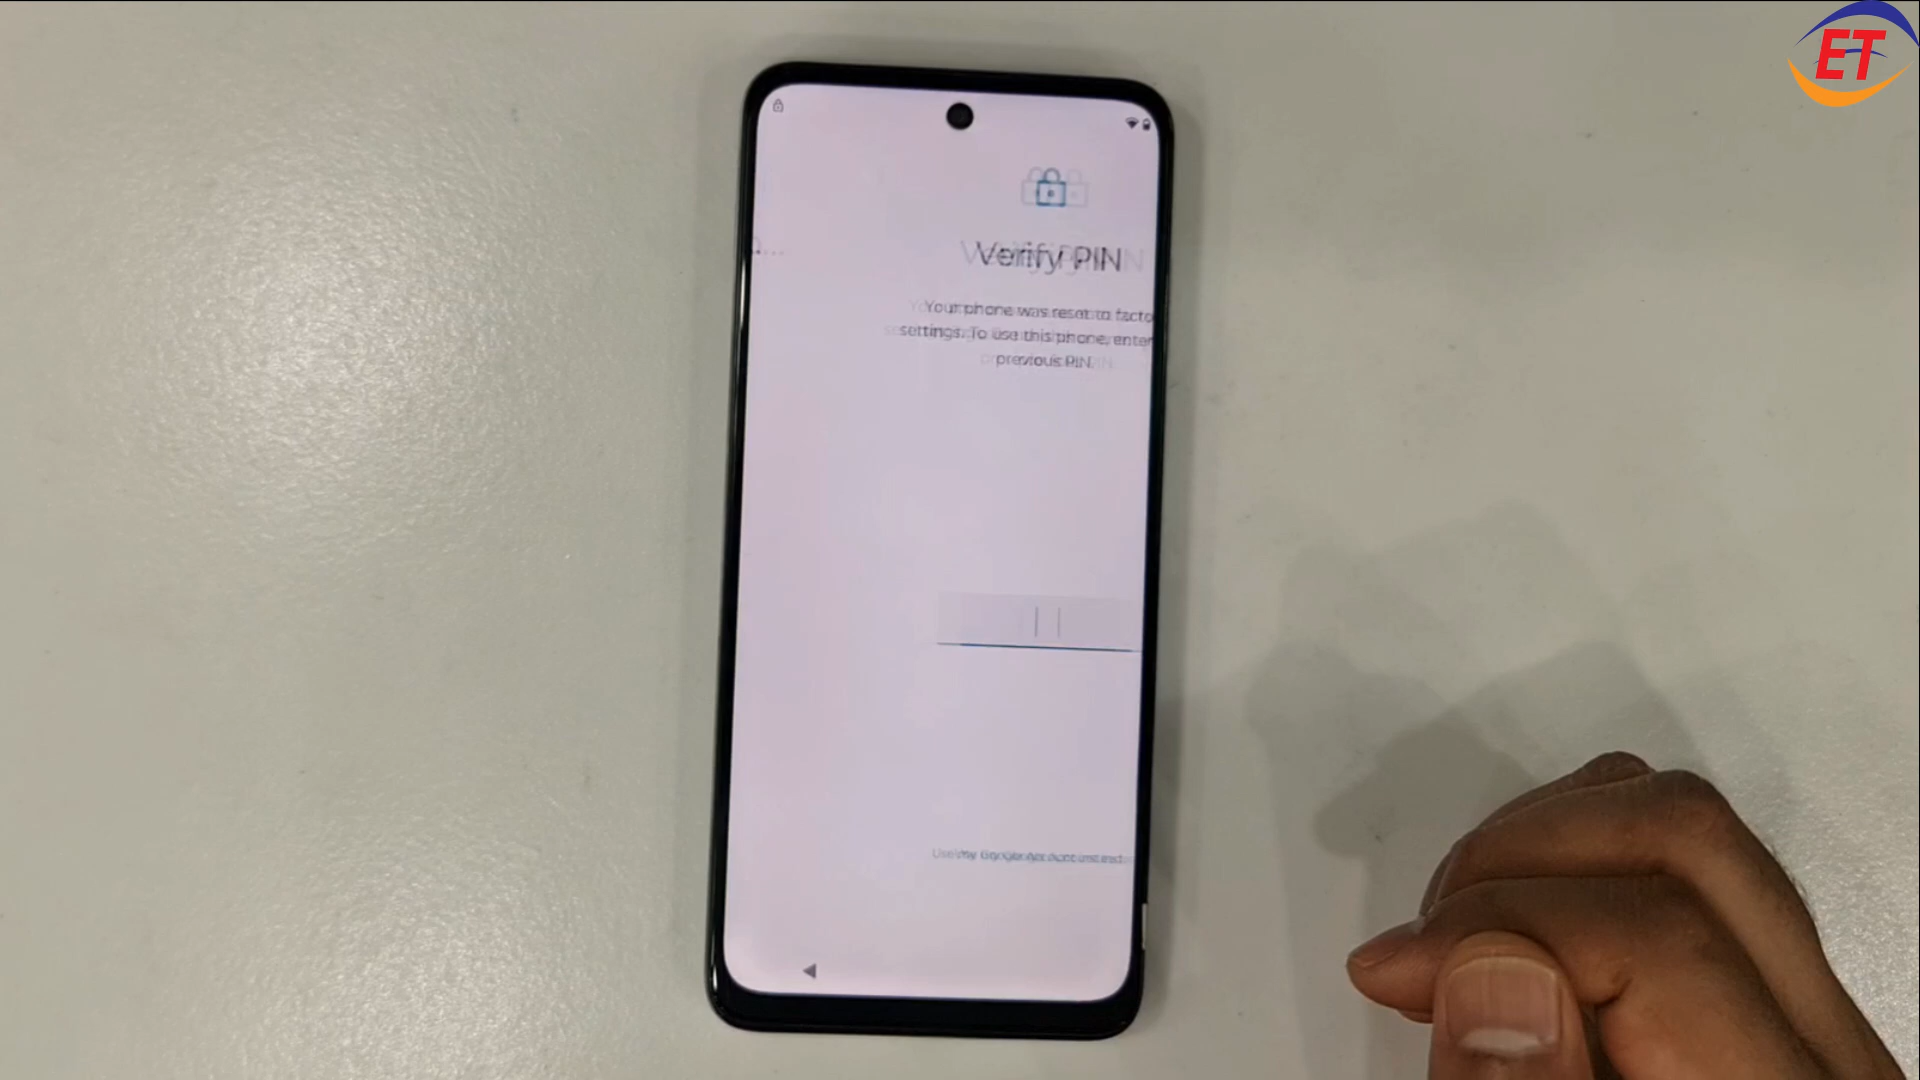 ET
Verify PIN
Your phone was reset to facto
settings. To use this phone, enter
previous PIN.